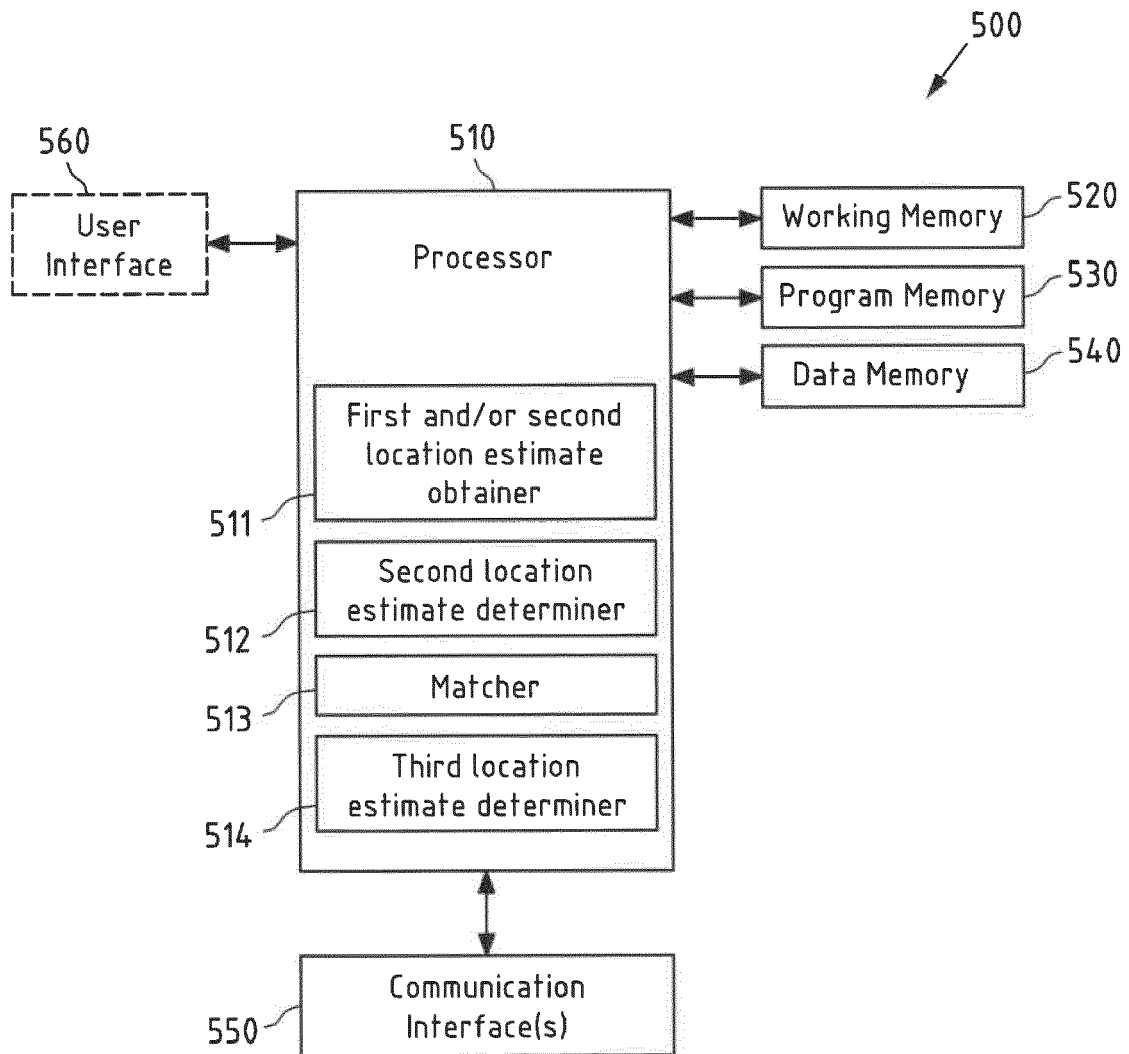 500
560
510
User
Interface
Processor
Working Memory
520
Program Memory
530
Data Memory
540
First and/or second
location estimate
obtainer
511
Second location
estimate determiner
512
Matcher
513
Third location
estimate determiner
514
Communication
Interface(s)
550